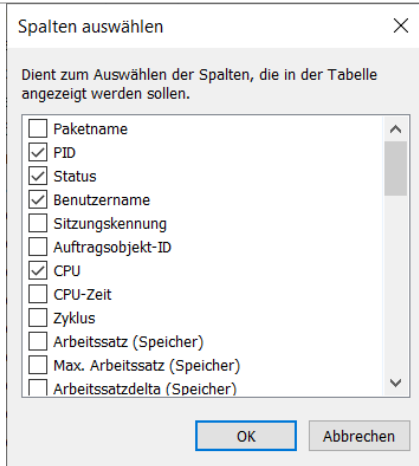 Spalten auswählen
Dient zum Auswählen der Spalten, die in der Tabelle
angezeigt werden sollen.
Paketname
PID
Status
Benutzername
Sitzungskennung
Auftragsobjekt-ID
CPU
CPU-Zeit
Zyklus
Arbeitssatz (Speicher)
Max. Arbeitssatz (Speicher)
Arbeitssatzdelta (Speicher)
OK
Abbrechen